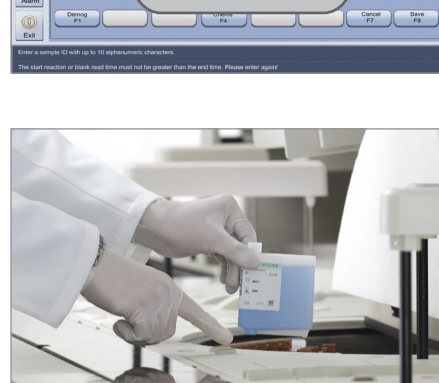 Alarm
Exit
Demog
F1
Chems
F4
Cancel
F7
Save
F8
Enter a sample ID with up to 10 alphanumeric characters.
The start reaction or blank read time must not be greater than the end time. Please enter again!